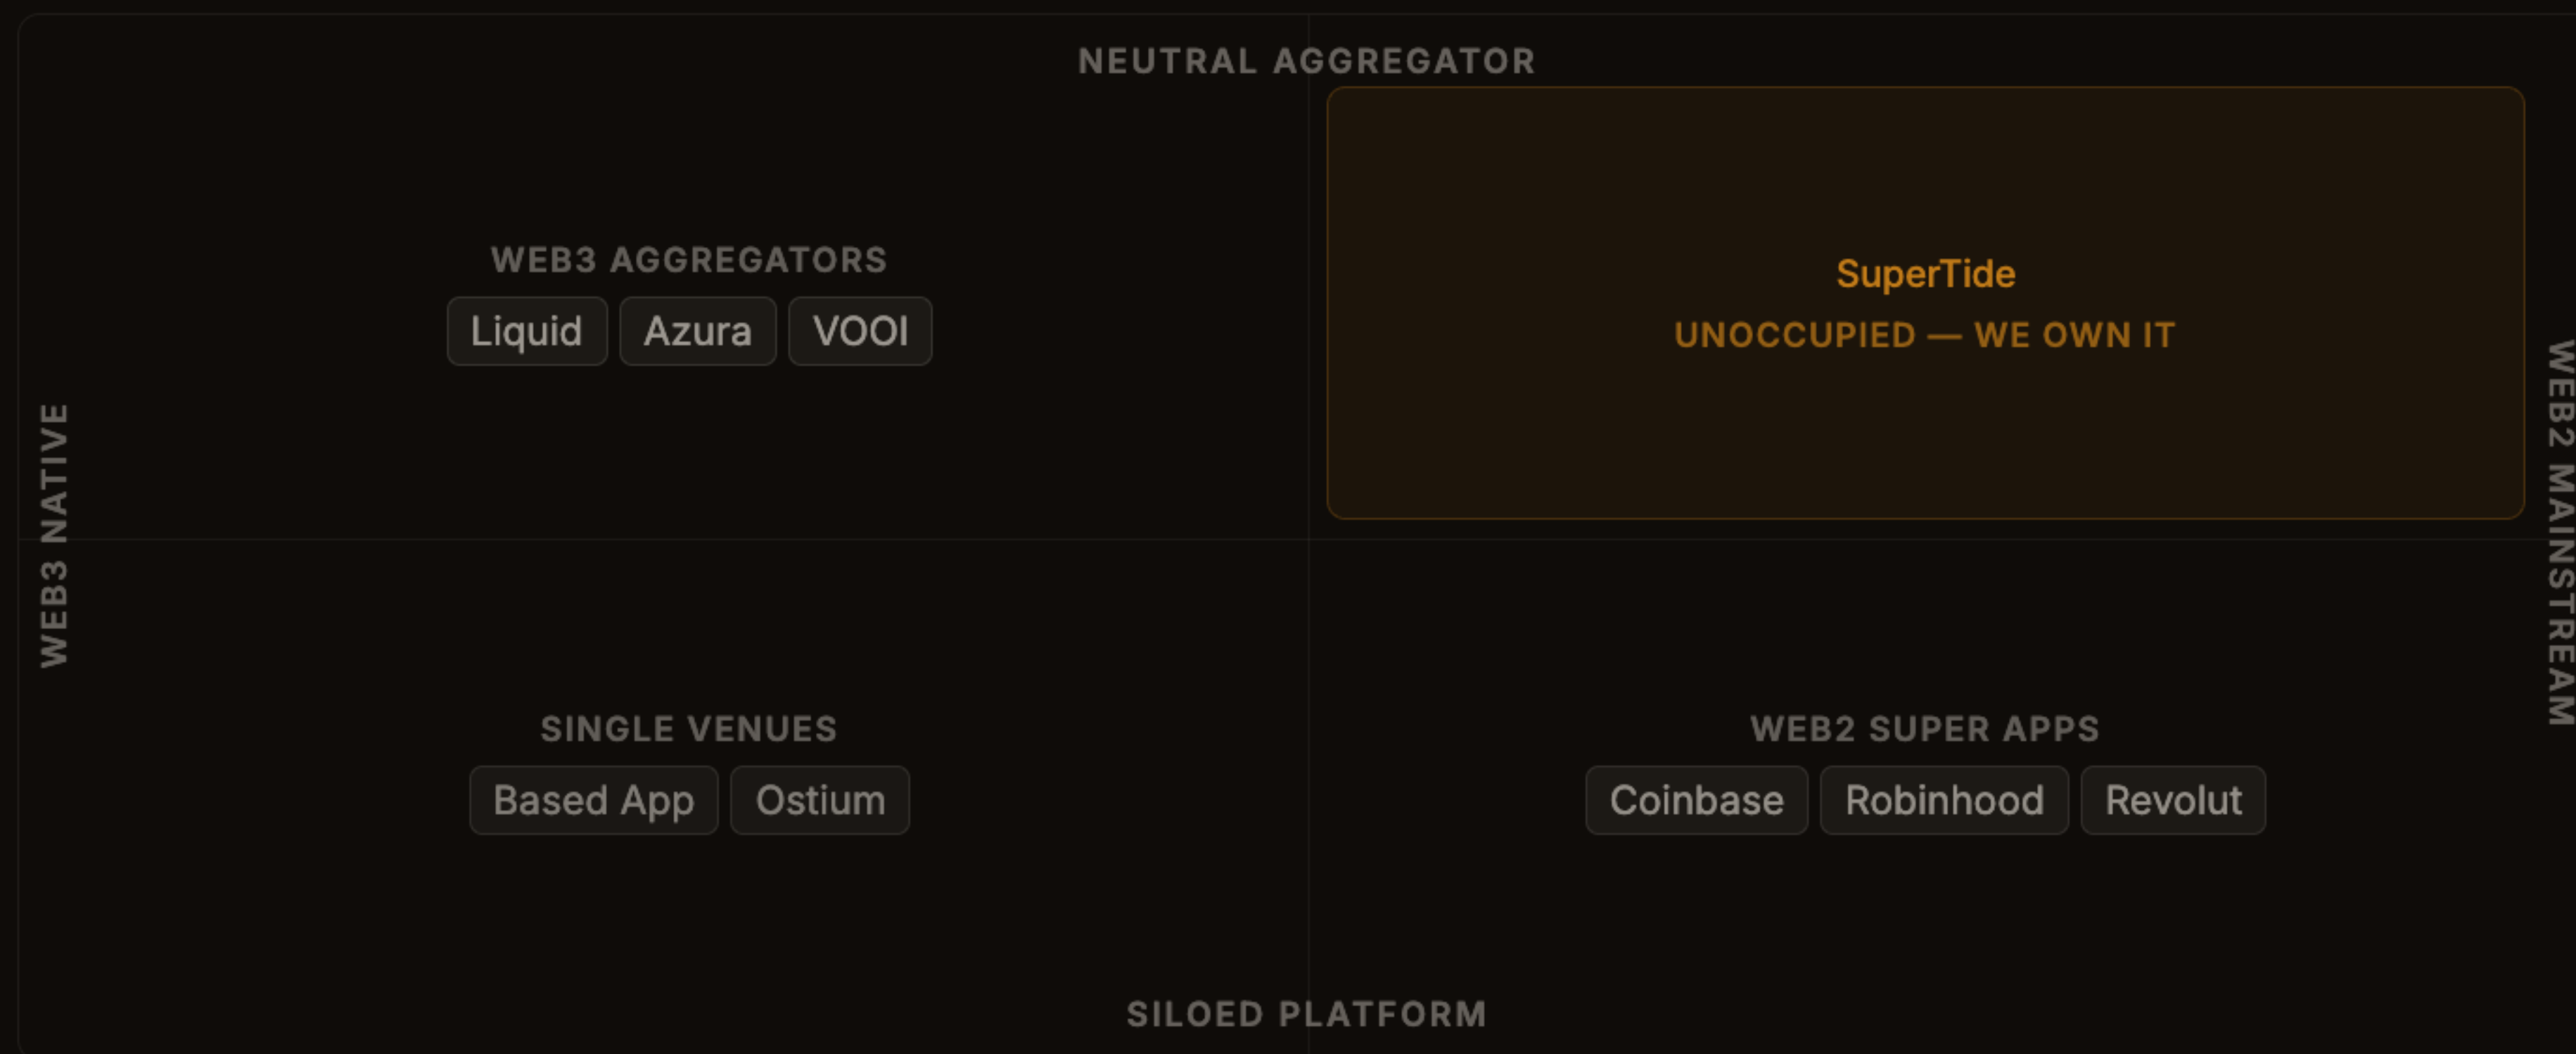 NEUTRAL AGGREGATOR
WEB3 AGGREGATORS
Liquid Azura VOOI
SuperTide
UNOCCUPIED — WE OWN IT
WEB3 NATIVE
WEB2 MAINSTREAM
SINGLE VENUES
Based App Ostium
WEB2 SUPER APPS
Coinbase Robinhood Revolut
SILOED PLATFORM